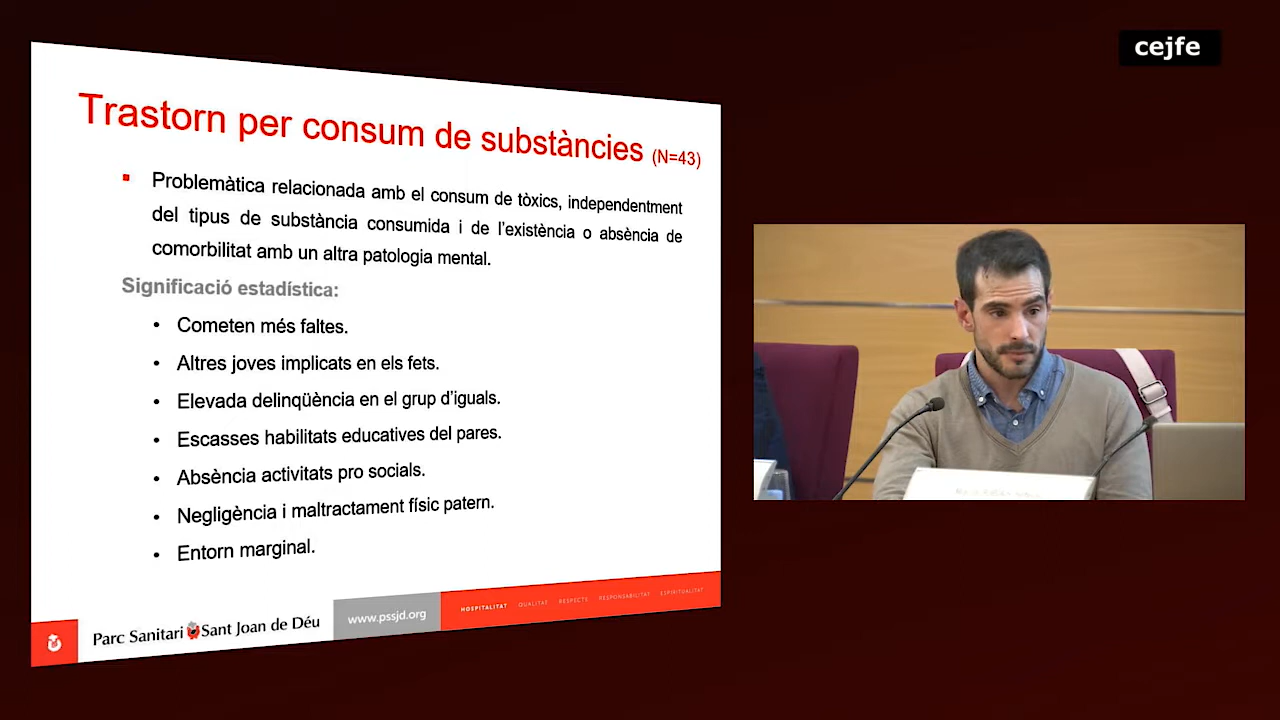 cejfe
Trastorn per consum de substàncies (N=43)
Problemàtica relacionada amb el consum de tòxics, independentment
del tipus de substància consumida i de l'existència o absència de
comorbilitat amb un altra patologia mental.
Significació estadística:
• Cometen més faltes.
• Altres joves implicats en els fets.
• Elevada delinqüència en el grup d'iguals.
• Escasses habilitats educatives del pares.
• Absència activitats pro socials.
• Negligència i maltractament físic patern.
• Entorn marginal.
Parc Sanitari Sant Joan de Déu
www.pssjd.org
HOSPITALITAT QUALITAT RESPECTE RESPONSABILITAT ESPIRITUALITAT